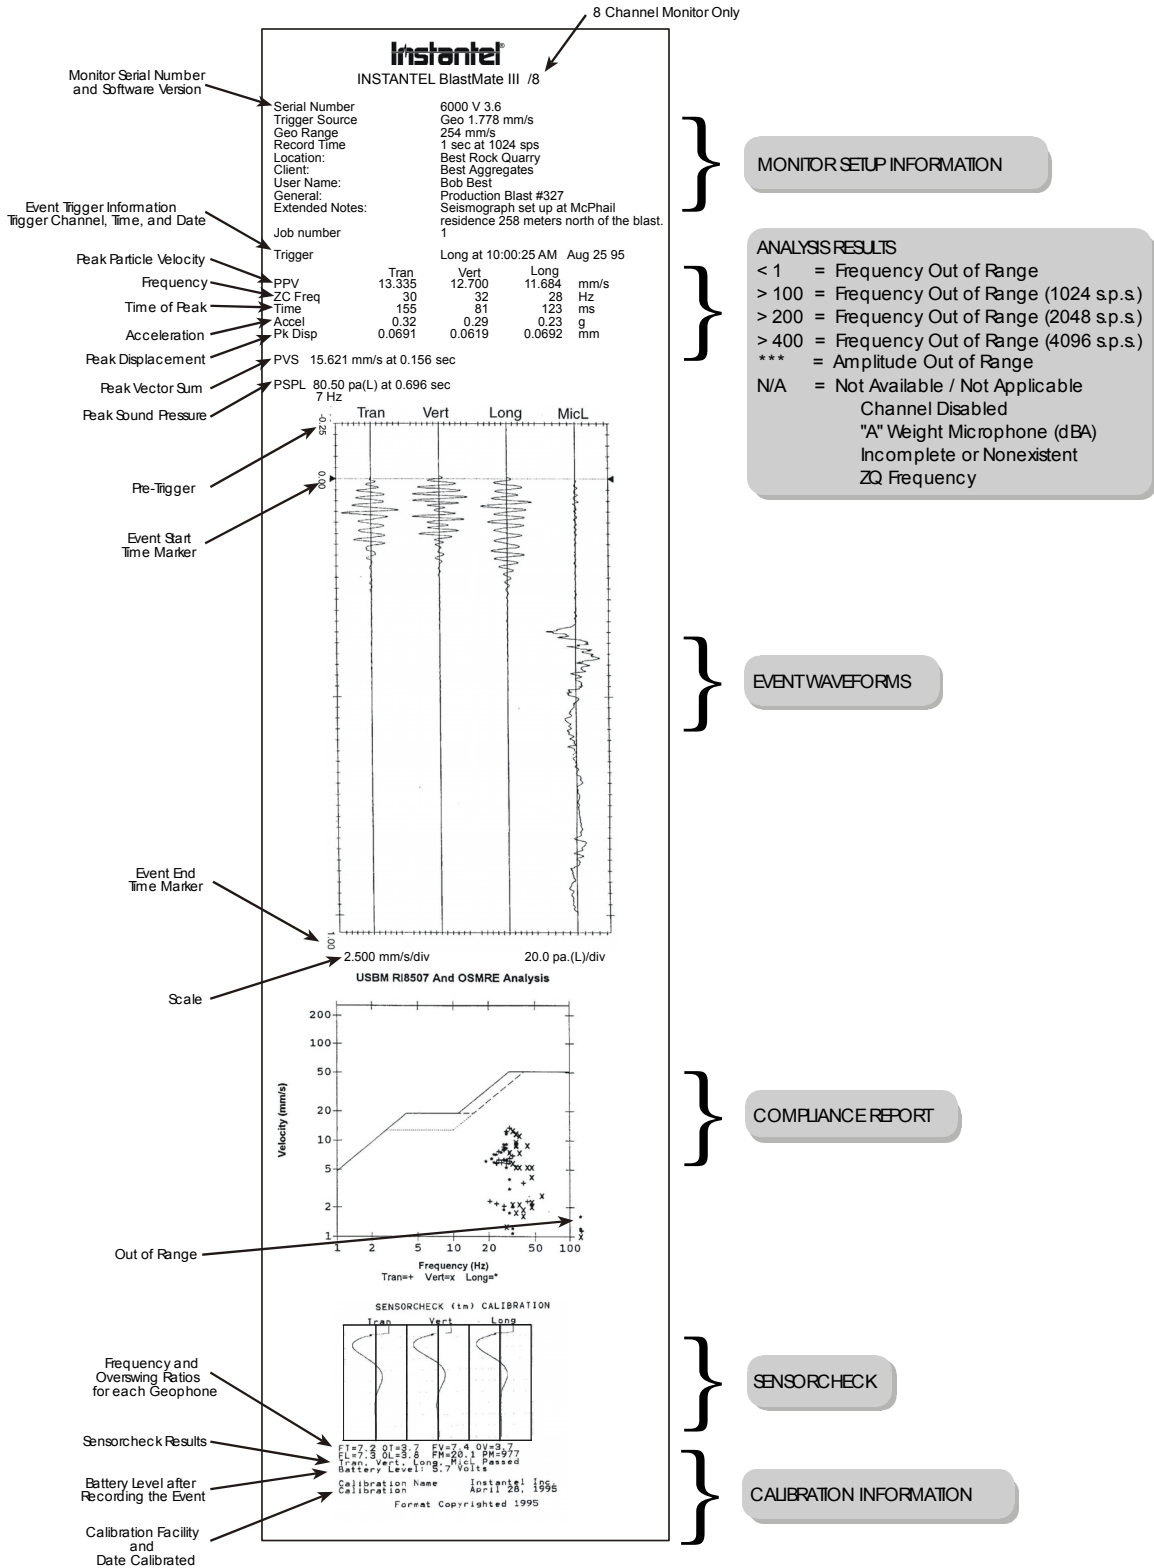 8 Channel Monitor Only
Instantel®
INSTANTEL BlastMate III /8
Monitor Serial Number
and Software Version
Serial Number 6000 V 3.6
Trigger Source Geo 1.778 mm/s
Geo Range 254 mm/s
Record Time 1 sec at 1024 sps
Location: Best Rock Quarry
Client: Best Aggregates
User Name: Bob Best
General: Production Blast #327
Extended Notes: Seismograph set up at McPhail
residence 258 meters north of the blast.
Job number 1
MONITOR SETUP INFORMATION
Event Trigger Information
Trigger Channel, Time, and Date
Trigger Long at 10:00:25 AM Aug 25 95
Tran Vert Long
PPV 13.335 12.700 11.684 mm/s
ZC Freq 30 32 28 Hz
Time 155 81 123 ms
Accel 0.32 0.29 0.23 g
Pk Disp 0.0691 0.0619 0.0692 mm
PVS 15.621 mm/s at 0.156 sec
PSPL 80.50 pa(L) at 0.696 sec
7 Hz
Peak Particle Velocity
Frequency
Time of Peak
Acceleration
Peak Displacement
Peak Vector Sum
Peak Sound Pressure
ANALYSIS RESULTS
< 1 = Frequency Out of Range
> 100 = Frequency Out of Range (1024 s.p.s.)
> 200 = Frequency Out of Range (2048 s.p.s.)
> 400 = Frequency Out of Range (4096 s.p.s.)
*** = Amplitude Out of Range
N/A = Not Available / Not Applicable
Channel Disabled
"A" Weight Microphone (dBA)
Incomplete or Nonexistent
ZQ Frequency
Tran Vert Long MicL
-0.25
0.00
Pre-Trigger
Event Start
Time Marker
EVENT WAVEFORMS
Event End
Time Marker
1.00
2.500 mm/s/div 20.0 pa.(L)/div
Scale
USBM RI8507 And OSMRE Analysis
200
100
50
20
10
5
2
1
Velocity (mm/s)
1 2 5 10 20 50 100
Frequency (Hz)
Tran=+ Vert=x Long=*
COMPLIANCE REPORT
Out of Range
SENSORCHECK (tm) CALIBRATION
Tran Vert Long
Frequency and
Overswing Ratios
for each Geophone
SENSORCHECK
FT=7.2 OT=3.7 FV=7.4 OV=3.7
FL=7.3 OL=3.8 FM=20.1 PM=977
Tran, Vert, Long, MicL Passed
Battery Level: 5.7 Volts
Calibration Name Instantel Inc.
Calibration April 28, 1995
Format Copyrighted 1995
Sensorcheck Results
Battery Level after
Recording the Event
Calibration Facility
and
Date Calibrated
CALIBRATION INFORMATION